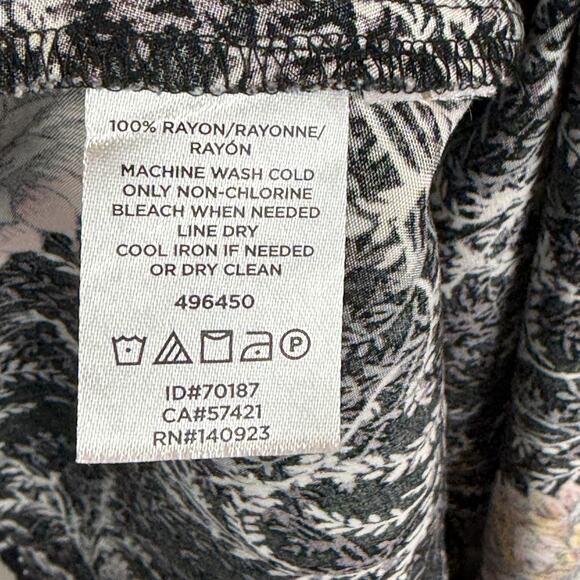 100% RAYON/RAYONNE/
RAYÓN
MACHINE WASH COLD
ONLY NON-CHLORINE
BLEACH WHEN NEEDED
LINE DRY
COOL IRON IF NEEDED
OR DRY CLEAN
496450
P
ID#70187
CA#57421
RN#140923